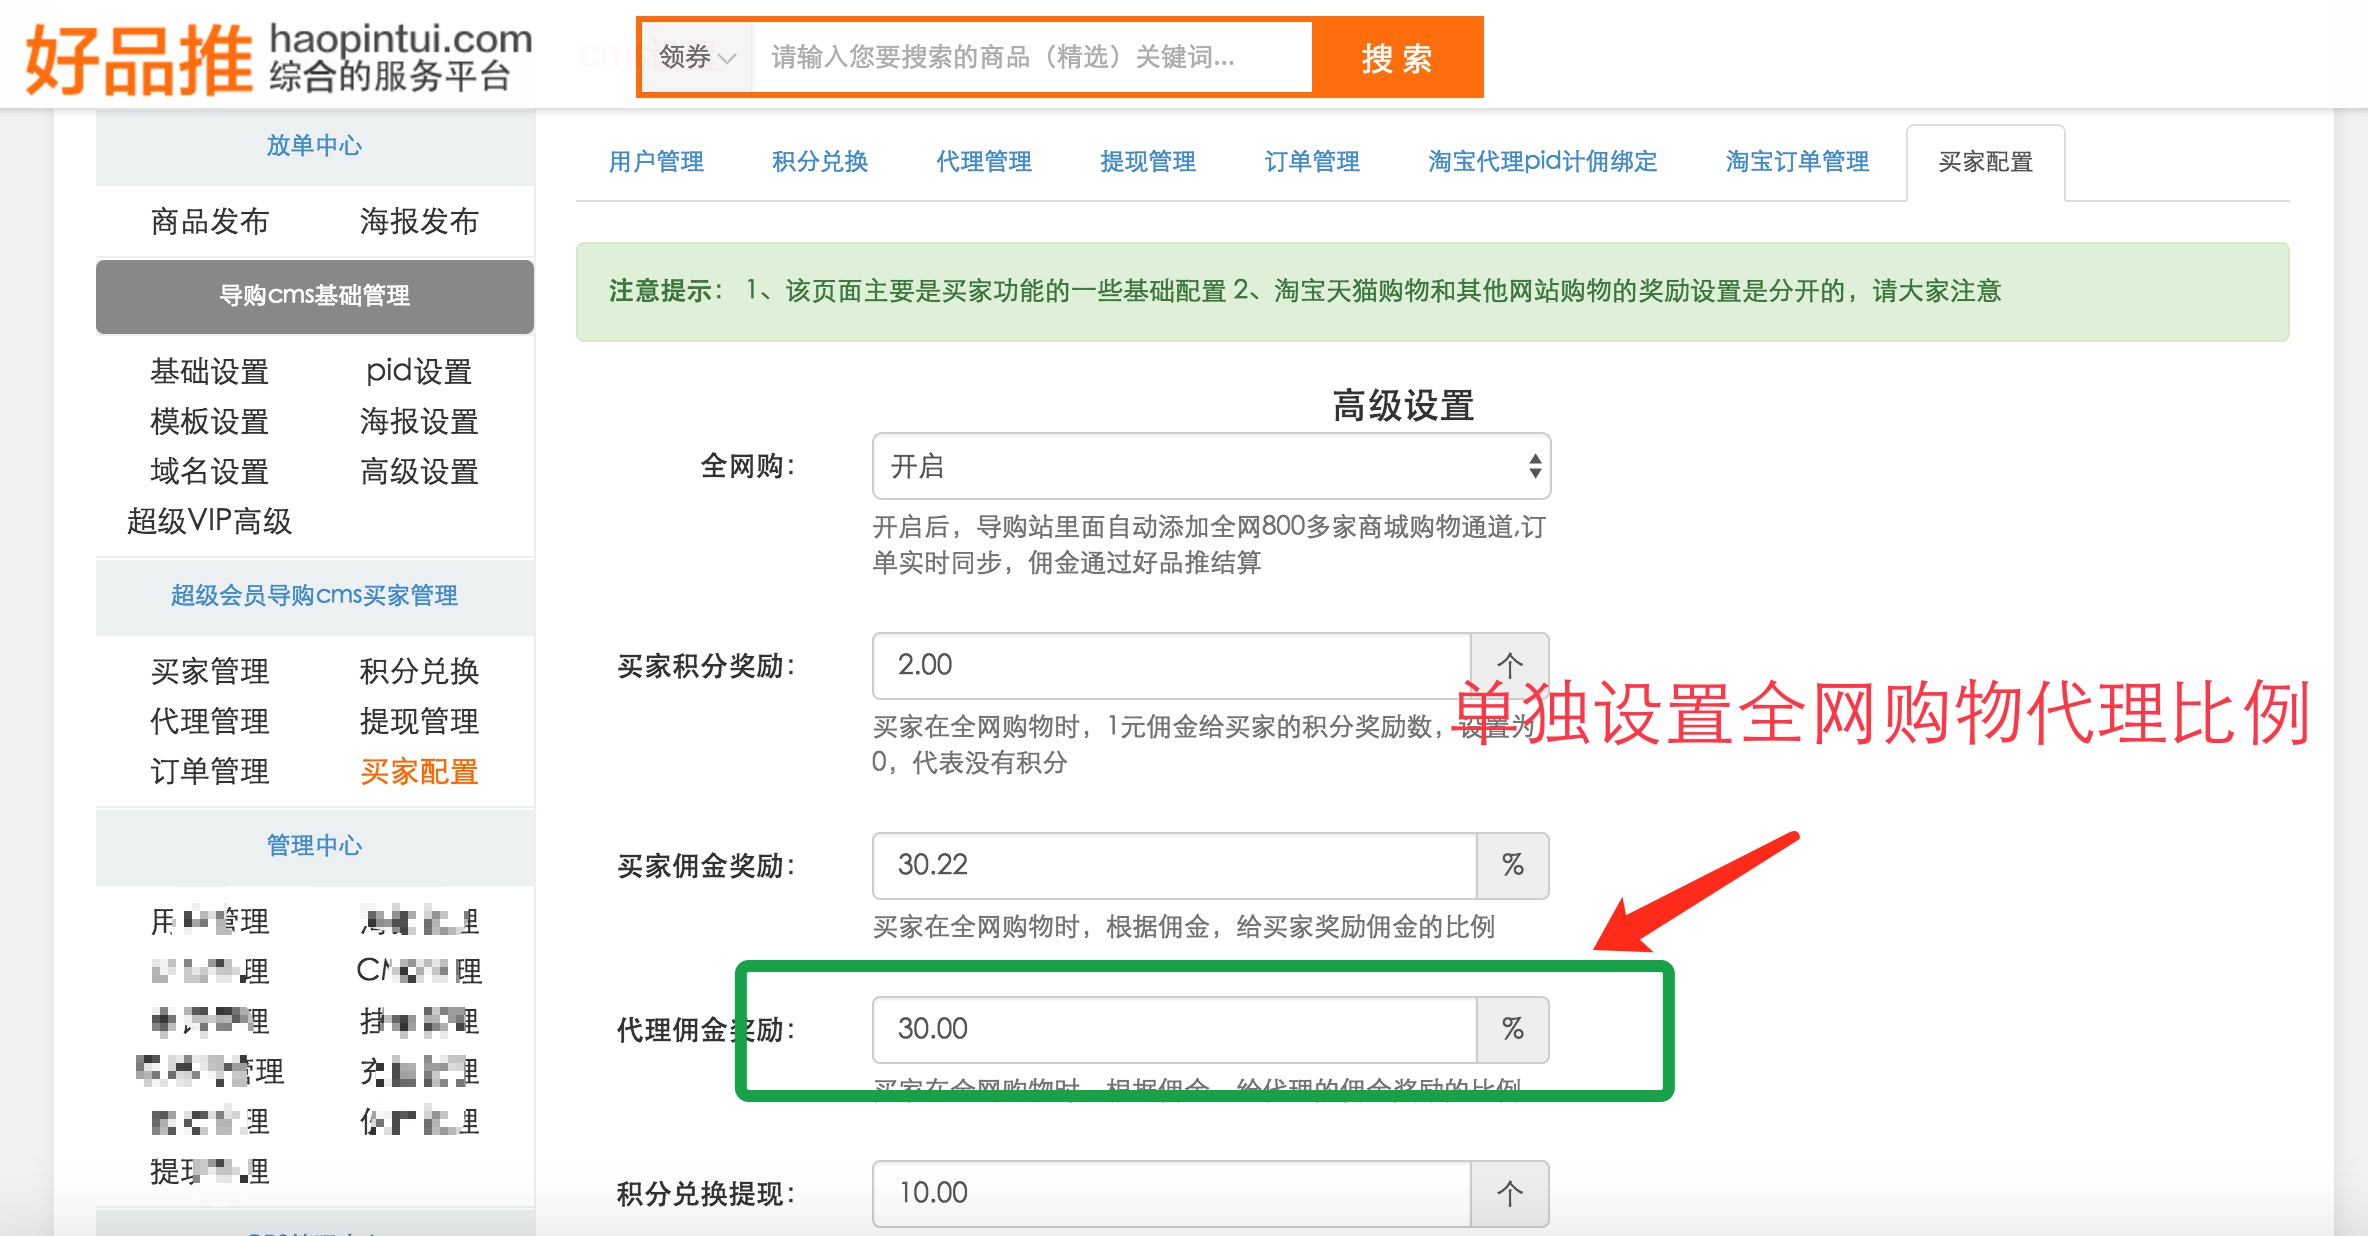 好品推 haopintui.com
综合的服务平台
领券 请输入您要搜索的商品（精选）关键词... 搜 索
放单中心
商品发布 海报发布
导购cms基础管理
基础设置 pid设置
模板设置 海报设置
域名设置 高级设置
超级VIP高级
超级会员导购cms买家管理
买家管理 积分兑换
代理管理 提现管理
订单管理 买家配置
管理中心
用户管理 积分兑换 代理管理 提现管理 订单管理 淘宝代理pid计佣绑定 淘宝订单管理 买家配置
注意提示： 1、该页面主要是买家功能的一些基础配置 2、淘宝天猫购物和其他网站购物的奖励设置是分开的，请大家注意
高级设置
全网购： 开启
开启后，导购站里面自动添加全网800多家商城购物通道,订
单实时同步，佣金通过好品推结算
买家积分奖励： 2.00 个
单独设置全网购物代理比例
买家在全网购物时，1元佣金给买家的积分奖励数，设置为
0，代表没有积分
买家佣金奖励： 30.22 %
买家在全网购物时，根据佣金，给买家奖励佣金的比例
代理佣金奖励： 30.00 %
买家在全网购物时，根据佣金，给代理的佣金奖励的比例
积分兑换提现： 10.00 个